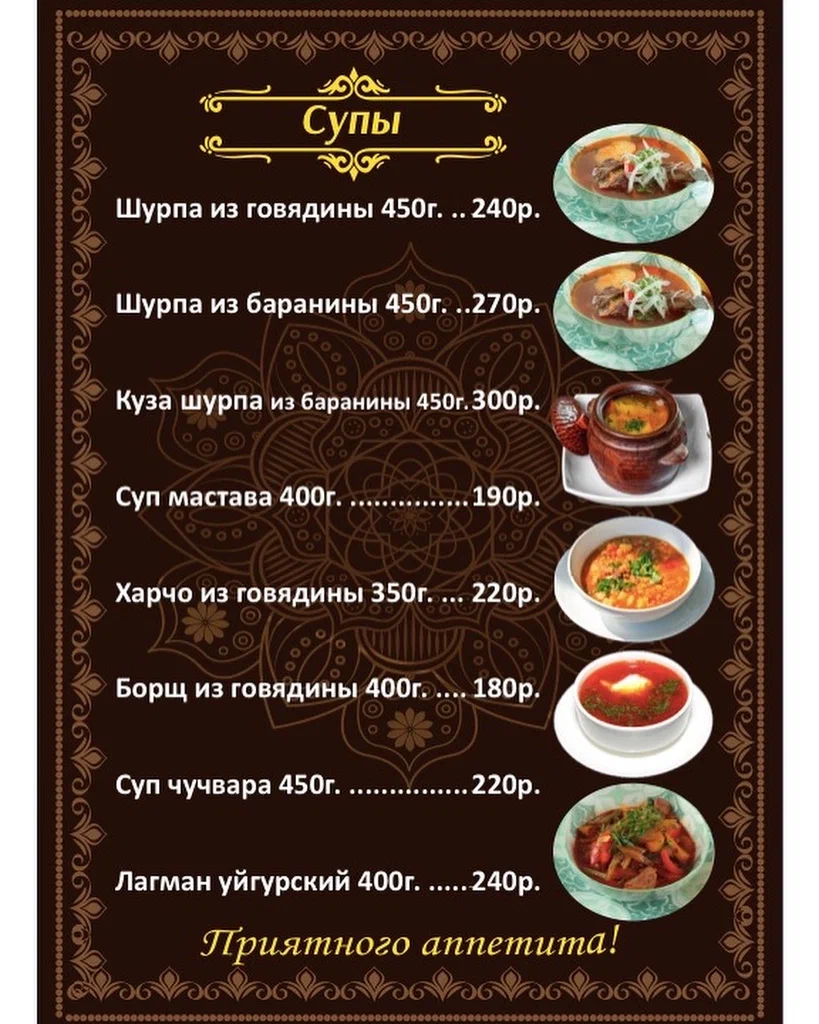 Супы
Шурпа из говядины 450г. .. 240р.
Шурпа из баранины 450г. ..270р.
Куза шурпа из баранины 450г.300р.
Суп мастава 400г. ...............190р.
Харчо из говядины 350г. ... 220р.
Борщ из говядины 400г. .... 180р.
Суп чучвара 450г. ...............220р.
Лагман уйгурский 400г. .....240р.
Приятного аппетита!